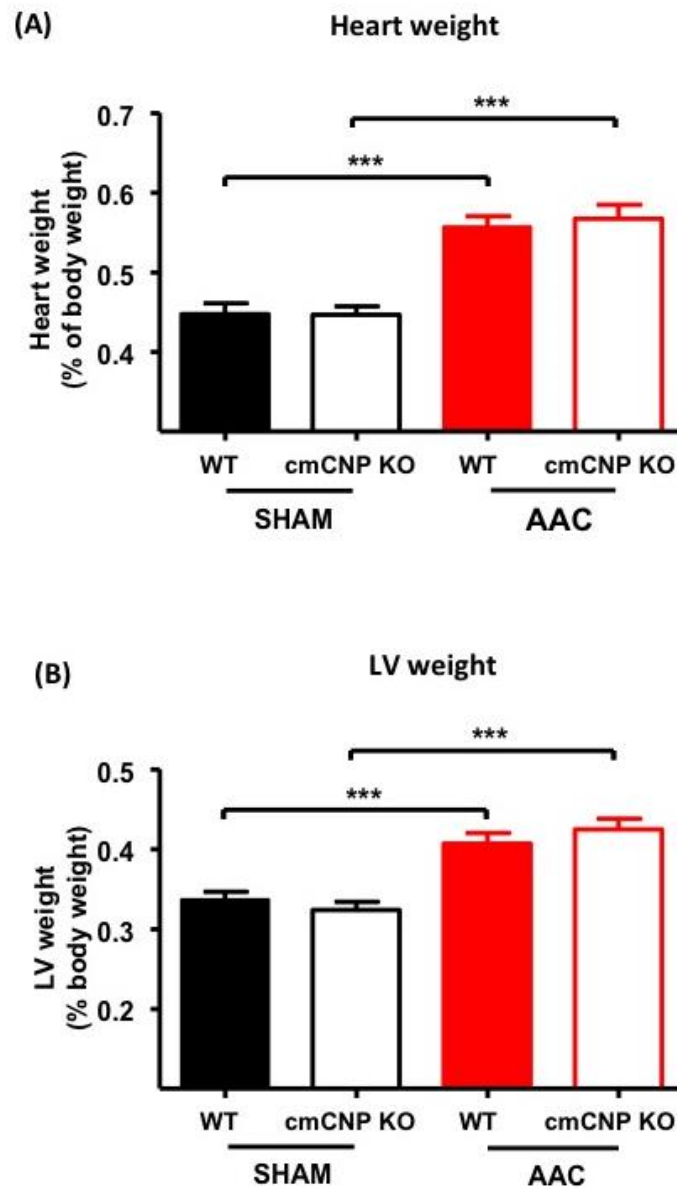 (A)
Heart weight
Heart weight
(% of body weight)
0.7
0.6
0.5
0.4
***
***
WT
cmCNP KO
WT
cmCNP KO
SHAM
AAC
(B)
LV weight
LV weight
(% body weight)
0.5
0.4
0.3
0.2
***
***
WT
cmCNP KO
WT
cmCNP KO
SHAM
AAC